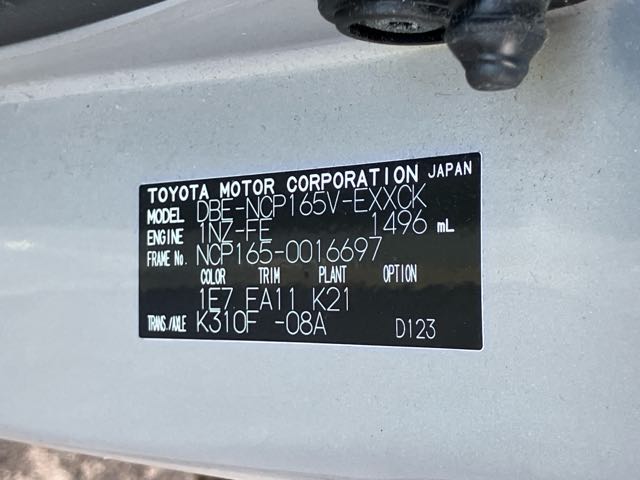 TOYOTA MOTOR CORPORATION JAPAN
MODEL DBE-NCP165V-EXXCK
ENGINE 1NZ-FE 1496 mL
FRAME No. NCP165-0016697
COLOR TRIM PLANT OPTION
1E7 FA11 K21
TRANS./AXLE K310F -08A D123